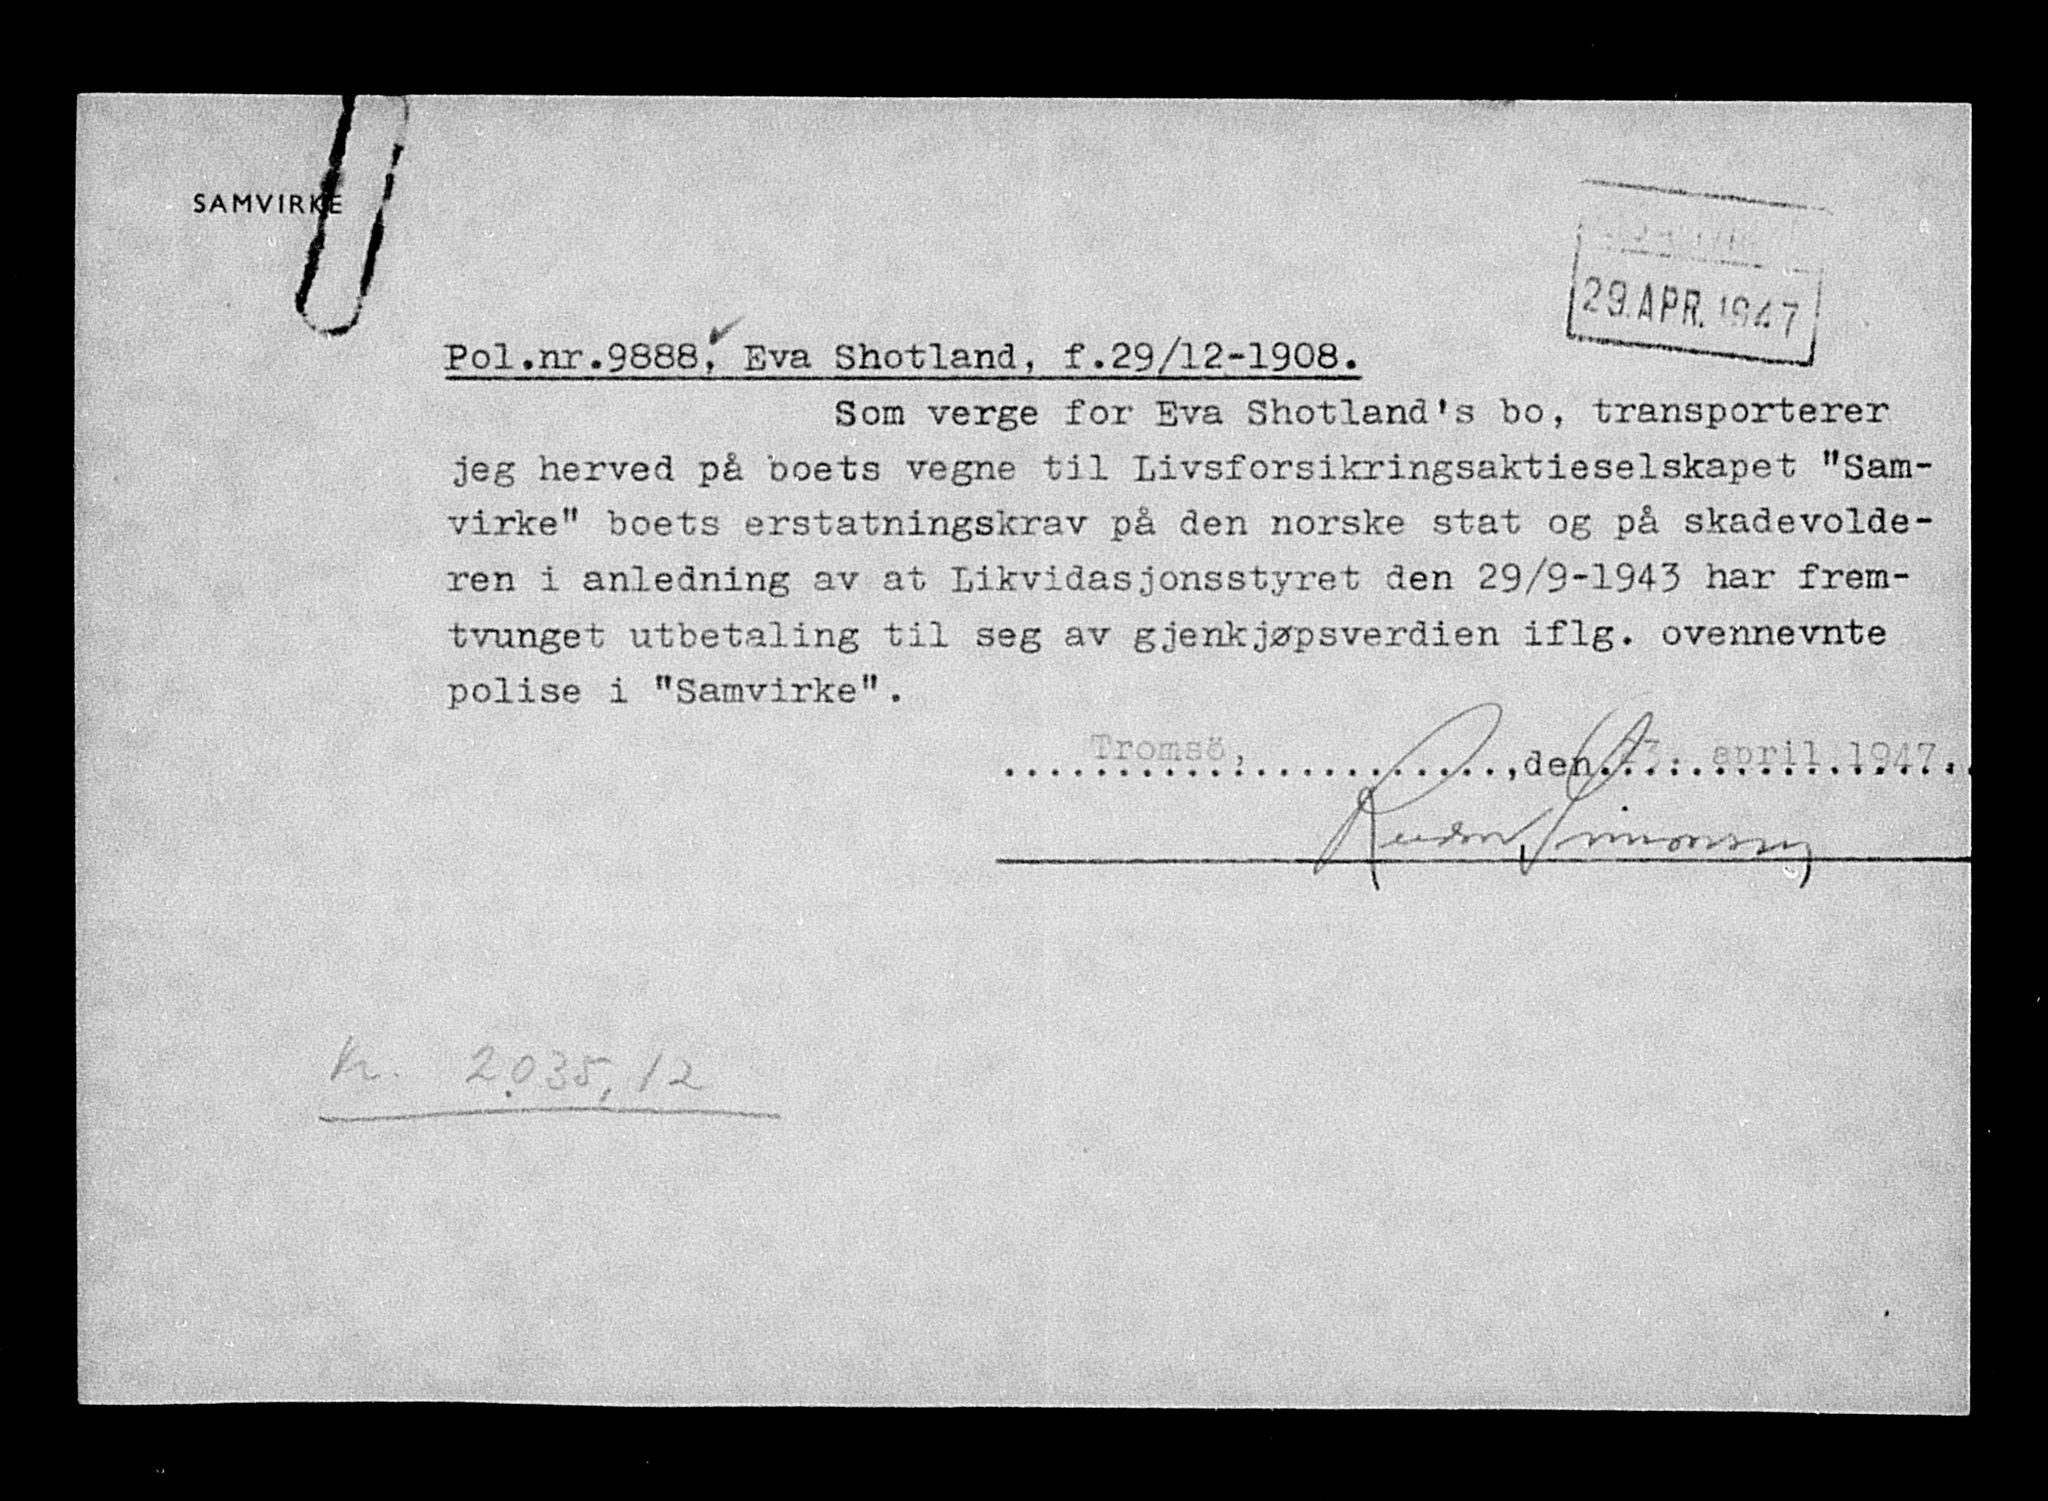 SAMVIRKE
29.APR.1947
Pol.nr.9888, Eva Shotland, f.29/12-1908.
Som verge for Eva Shotland's bo, transporterer
jeg herved på boets vegne til Livsforsikringsaktieselskapet "Sam-
virke" boets erstatningskrav på den norske stat og på skadevolde-
ren i anledning av at Likvidasjonsstyret den 29/9-1943 har frem-
tvunget utbetaling til seg av gjenkjøpsverdien iflg. ovennevnte
polise i "Samvirke".
Tromsö, ,den 23. april 1947.
Simonsen
Kr. 2.035,12